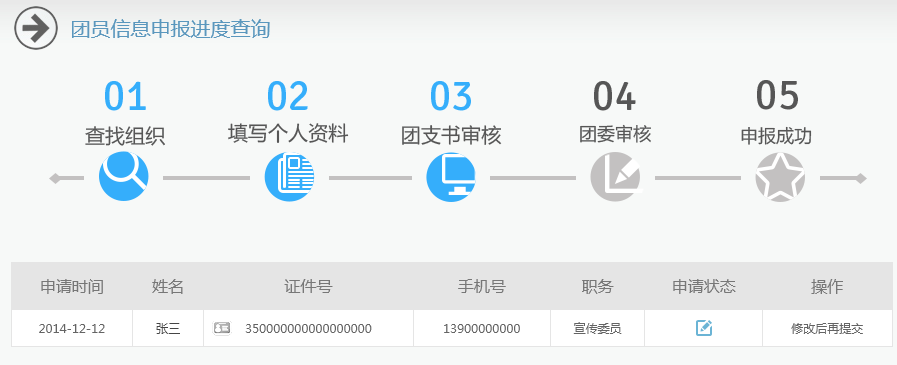 团员信息申报进度查询
01 02 03 04 05
查找组织 填写个人资料 团支书审核 团委审核 申报成功
申请时间 姓名 证件号 手机号 职务 申请状态 操作
2014-12-12 张三 350000000000000000 13900000000 宣传委员 修改后再提交